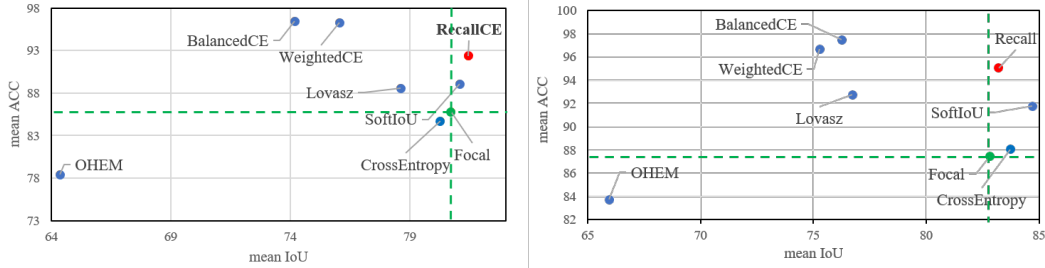 98
93
88
83
78
73
mean ACC
BalancedCE
WeightedCE
RecallCE
Lovasz
SoftIoU
CrossEntropy
Focal
OHEM
64
69
74
79
mean IoU
100
98
96
94
92
90
88
86
84
82
mean ACC
BalancedCE
WeightedCE
Recall
Lovasz
SoftIoU
Focal
CrossEntropy
OHEM
65
70
75
80
85
mean IoU